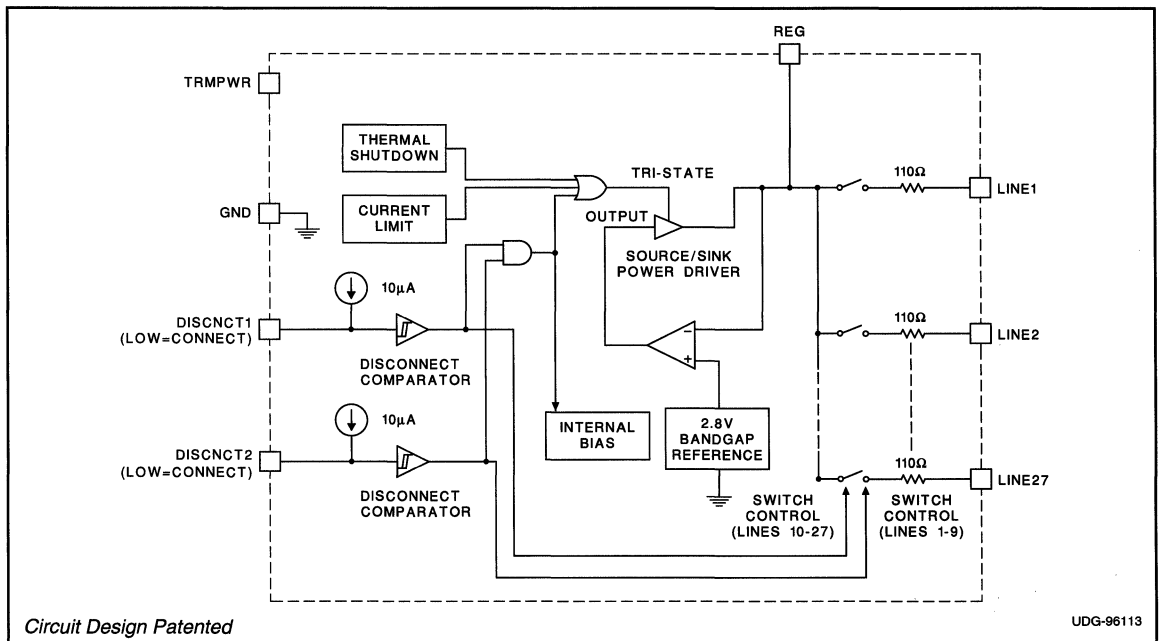 REG
TRMPWR
THERMAL
SHUTDOWN
TRI-STATE
110Ω
LINE1
GND
CURRENT
LIMIT
OUTPUT
SOURCE/SINK
POWER DRIVER
10μA
DISCNCT1
(LOW=CONNECT)
110Ω
LINE2
−
+
DISCONNECT
COMPARATOR
10μA
INTERNAL
BIAS
2.8V
BANDGAP
REFERENCE
DISCNCT2
(LOW=CONNECT)
110Ω
LINE27
DISCONNECT
COMPARATOR
SWITCH
CONTROL
(LINES 10-27)
SWITCH
CONTROL
(LINES 1-9)
Circuit Design Patented
UDG-96113